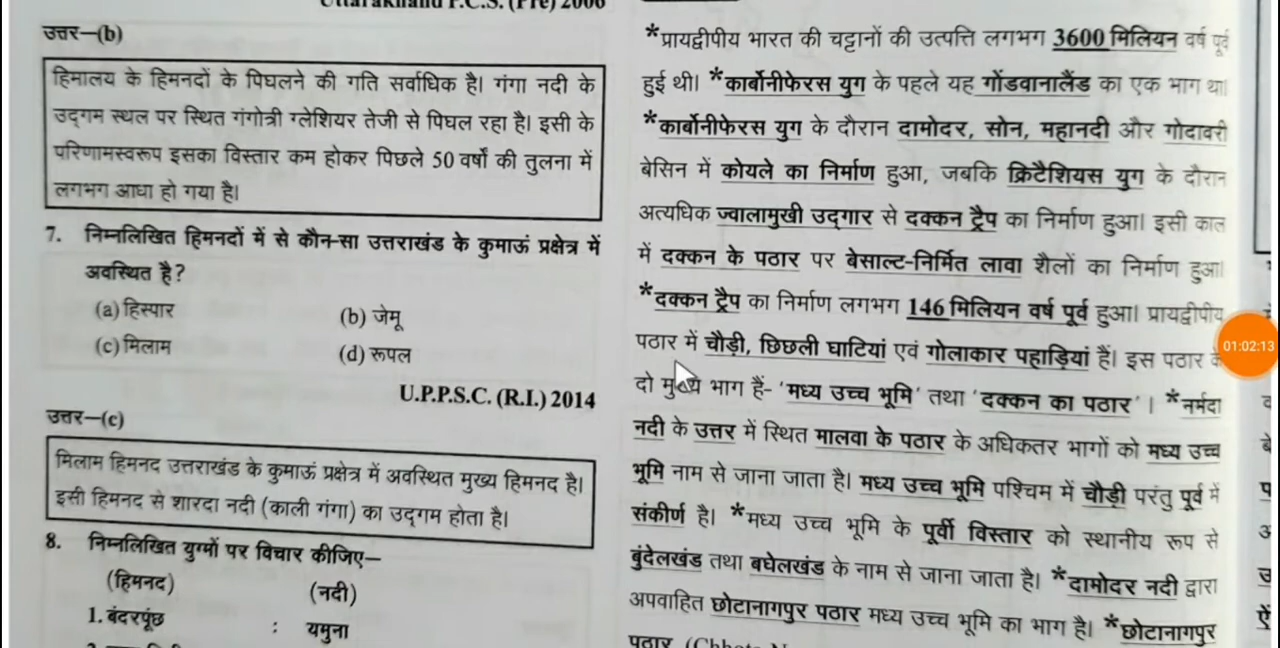 Uttarakhand P.C.S. (Pre) 2006
उत्तर—(b)
हिमालय के हिमनदों के पिघलने की गति सर्वाधिक है। गंगा नदी के
उद्गम स्थल पर स्थित गंगोत्री ग्लेशियर तेजी से पिघल रहा है। इसी के
परिणामस्वरूप इसका विस्तार कम होकर पिछले 50 वर्षों की तुलना में
लगभग आधा हो गया है।
7. निम्नलिखित हिमनदों में से कौन-सा उत्तराखंड के कुमाऊं प्रक्षेत्र में
अवस्थित है?
(a) हिस्पार (b) जेमू
(c) मिलाम (d) रूपल
U.P.P.S.C. (R.I.) 2014
उत्तर—(c)
मिलाम हिमनद उत्तराखंड के कुमाऊं प्रक्षेत्र में अवस्थित मुख्य हिमनद है।
इसी हिमनद से शारदा नदी (काली गंगा) का उद्गम होता है।
8. निम्नलिखित युग्मों पर विचार कीजिए—
(हिमनद) (नदी)
1. बंदरपूंछ : यमुना
*प्रायद्वीपीय भारत की चट्टानों की उत्पत्ति लगभग 3600 मिलियन वर्ष पूर्व
हुई थी। *कार्बोनीफेरस युग के पहले यह गोंडवानालैंड का एक भाग था।
*कार्बोनीफेरस युग के दौरान दामोदर, सोन, महानदी और गोदावरी
बेसिन में कोयले का निर्माण हुआ, जबकि क्रिटैशियस युग के दौरान
अत्यधिक ज्वालामुखी उद्गार से दक्कन ट्रैप का निर्माण हुआ। इसी काल
में दक्कन के पठार पर बेसाल्ट-निर्मित लावा शैलों का निर्माण हुआ।
*दक्कन ट्रैप का निर्माण लगभग 146 मिलियन वर्ष पूर्व हुआ। प्रायद्वीपीय
पठार में चौड़ी, छिछली घाटियां एवं गोलाकार पहाड़ियां हैं। इस पठार के
दो मुख्य भाग हैं- 'मध्य उच्च भूमि' तथा 'दक्कन का पठार'। *नर्मदा
नदी के उत्तर में स्थित मालवा के पठार के अधिकतर भागों को मध्य उच्च
भूमि नाम से जाना जाता है। मध्य उच्च भूमि पश्चिम में चौड़ी परंतु पूर्व में
संकीर्ण है। *मध्य उच्च भूमि के पूर्वी विस्तार को स्थानीय रूप से
बुंदेलखंड तथा बघेलखंड के नाम से जाना जाता है। *दामोदर नदी द्वारा
अपवाहित छोटानागपुर पठार मध्य उच्च भूमि का भाग है। *छोटानागपुर
पठार
01:02:13